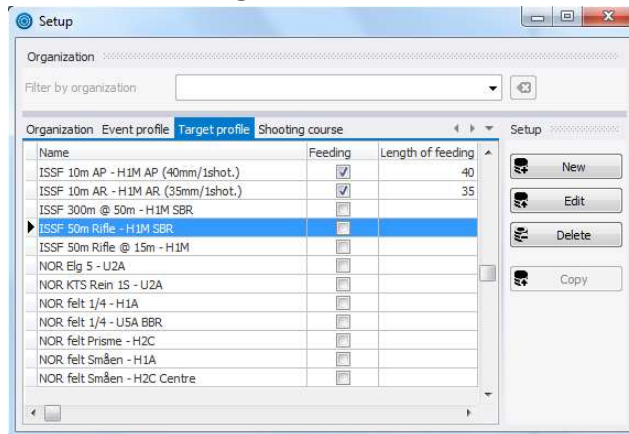 Setup
Organization
Filter by organization
Organization Event profile Target profile Shooting course
Setup
Name Feeding Length of feeding
ISSF 10m AP - H1M AP (40mm/1shot.) 40
ISSF 10m AR - H1M AR (35mm/1shot.) 35
ISSF 300m @ 50m - H1M SBR
ISSF 50m Rifle - H1M SBR
ISSF 50m Rifle @ 15m - H1M
NOR Elg 5 - U2A
NOR KTS Rein 1S - U2A
NOR felt 1/4 - H1A
NOR felt 1/4 - U5A BBR
NOR felt Prisme - H2C
NOR felt Småen - H1A
NOR felt Småen - H2C Centre
New
Edit
Delete
Copy